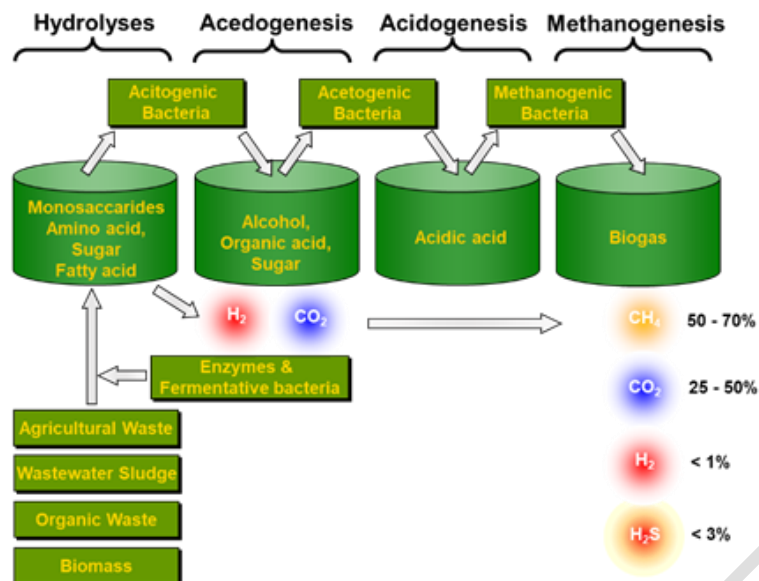 Hydrolyses Acedogenesis Acidogenesis Methanogenesis
Acitogenic
Bacteria
Acetogenic
Bacteria
Methanogenic
Bacteria
Monosaccarides
Amino acid,
Sugar
Fatty acid
Alcohol,
Organic acid,
Sugar
Acidic acid
Biogas
H₂ CO₂
CH₄ 50 - 70%
Enzymes &
Fermentative bacteria
CO₂ 25 - 50%
Agricultural Waste
Wastewater Sludge
H₂ < 1%
Organic Waste
H₂S < 3%
Biomass